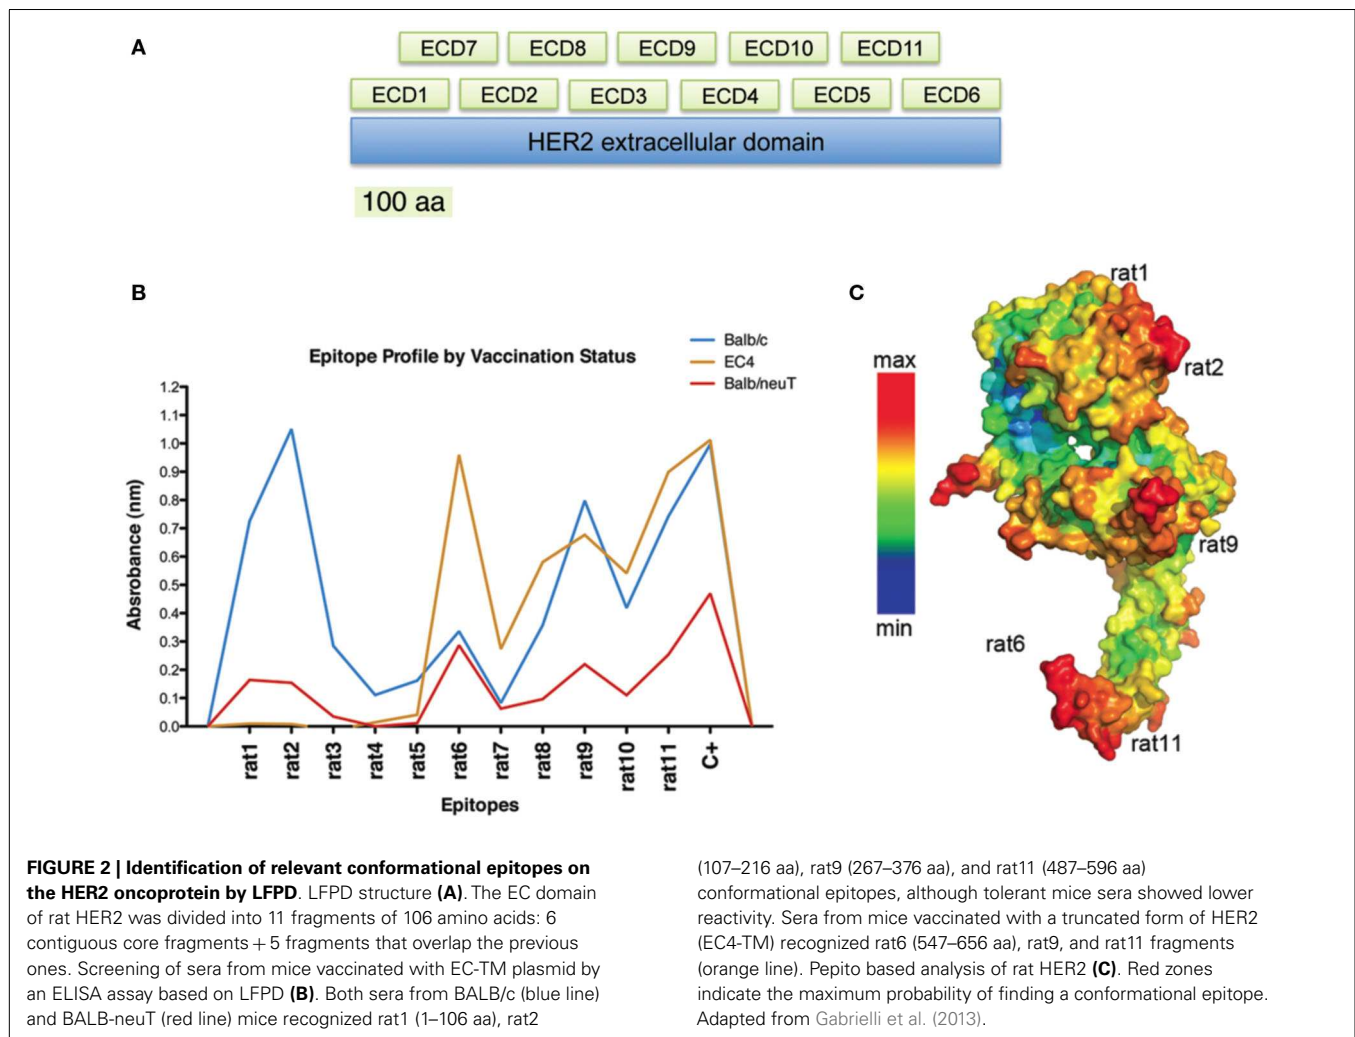 A
ECD7 ECD8 ECD9 ECD10 ECD11
ECD1 ECD2 ECD3 ECD4 ECD5 ECD6
HER2 extracellular domain
100 aa
B
Epitope Profile by Vaccination Status
Balb/c
EC4
Balb/neuT
Absrobance (nm)
1.2
1.1
1.0
0.9
0.8
0.7
0.6
0.5
0.4
0.3
0.2
0.1
0.0
rat1 rat2 rat3 rat4 rat5 rat6 rat7 rat8 rat9 rat10 rat11 C+
Epitopes
C
max
min
rat1
rat2
rat9
rat6
rat11
FIGURE 2 | Identification of relevant conformational epitopes on
the HER2 oncoprotein by LFPD. LFPD structure (A). The EC domain
of rat HER2 was divided into 11 fragments of 106 amino acids: 6
contiguous core fragments + 5 fragments that overlap the previous
ones. Screening of sera from mice vaccinated with EC-TM plasmid by
an ELISA assay based on LFPD (B). Both sera from BALB/c (blue line)
and BALB-neuT (red line) mice recognized rat1 (1–106 aa), rat2
(107–216 aa), rat9 (267–376 aa), and rat11 (487–596 aa)
conformational epitopes, although tolerant mice sera showed lower
reactivity. Sera from mice vaccinated with a truncated form of HER2
(EC4-TM) recognized rat6 (547–656 aa), rat9, and rat11 fragments
(orange line). Pepito based analysis of rat HER2 (C). Red zones
indicate the maximum probability of finding a conformational epitope.
Adapted from Gabrielli et al. (2013).